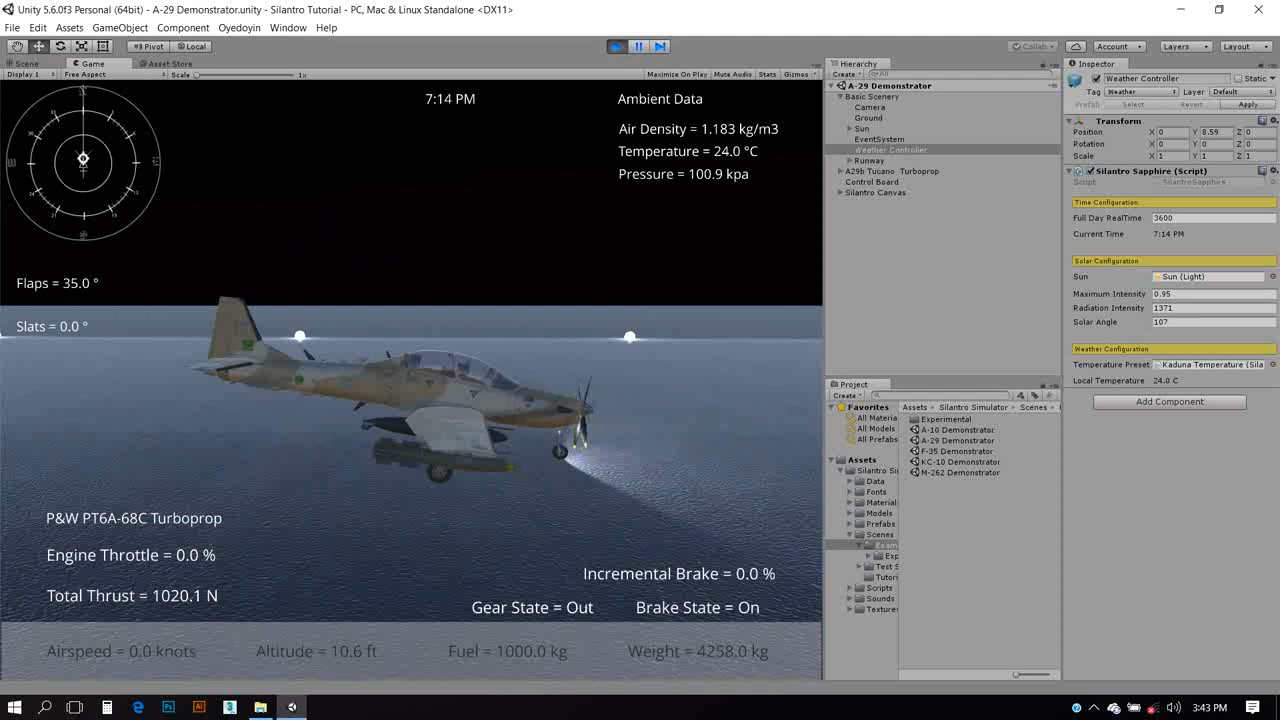 Unity 5.6.0f3 Personal (64bit) - A-29 Demonstrator.unity - Silantro Tutorial - PC, Mac & Linux Standalone <DX11>
File Edit Assets GameObject Component Oyedoyin Window Help
Pivot Local Collab Account Layers Layout
Scene Game Asset Store
Display 1 Free Aspect Scale 1x Maximize On Play Mute Audio Stats Gizmos
7:14 PM
Ambient Data
Air Density = 1.183 kg/m3
Temperature = 24.0 °C
Pressure = 100.9 kpa
Flaps = 35.0 °
Slats = 0.0 °
P&W PT6A-68C Turboprop
Engine Throttle = 0.0 %
Total Thrust = 1020.1 N
Incremental Brake = 0.0 %
Gear State = Out
Brake State = On
Airspeed = 0.0 knots
Altitude = 10.6 ft
Fuel = 1000.0 kg
Weight = 4258.0 kg
Hierarchy
Create All
A-29 Demonstrator
Basic Scenery
Camera
Ground
Sun
EventSystem
Weather Controller
Runway
A29b Tucano Turboprop
Control Board
Silantro Canvas
Project
Create
Favorites
All Materia
All Models
All Prefabs
Assets
Silantro Si
Data
Fonts
Material
Models
Prefabs
Scenes
Exam
Exp
Test S
Tutori
Scripts
Sounds
Textures
Assets Silantro Simulator Scenes
Experimental
A-10 Demonstrator
A-29 Demonstrator
F-35 Demonstrator
KC-10 Demonstrator
M-262 Demonstrator
Inspector
Weather Controller Static
Tag Weather Layer Default
Prefab Select Revert Apply
Transform
Position X 0 Y 8.59 Z 0
Rotation X 0 Y 0 Z 0
Scale X 1 Y 1 Z 1
Silantro Sapphire (Script)
Script SilantroSapphire
Time Configuration
Full Day RealTime 3600
Current Time 7:14 PM
Solar Configuration
Sun Sun (Light)
Maximum Intensity 0.95
Radiation Intensity 1371
Solar Angle 107
Weather Configuration
Temperature Preset Kaduna Temperature (Sila
Local Temperature 24.0 C
Add Component
3:43 PM